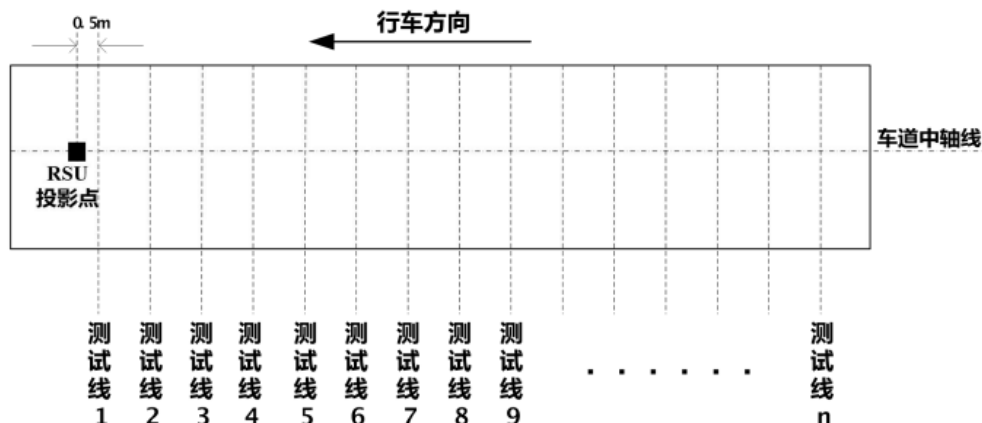 0.5m
行车方向
车道中轴线
RSU
投影点
测试线1
测试线2
测试线3
测试线4
测试线5
测试线6
测试线7
测试线8
测试线9
......
测试线n